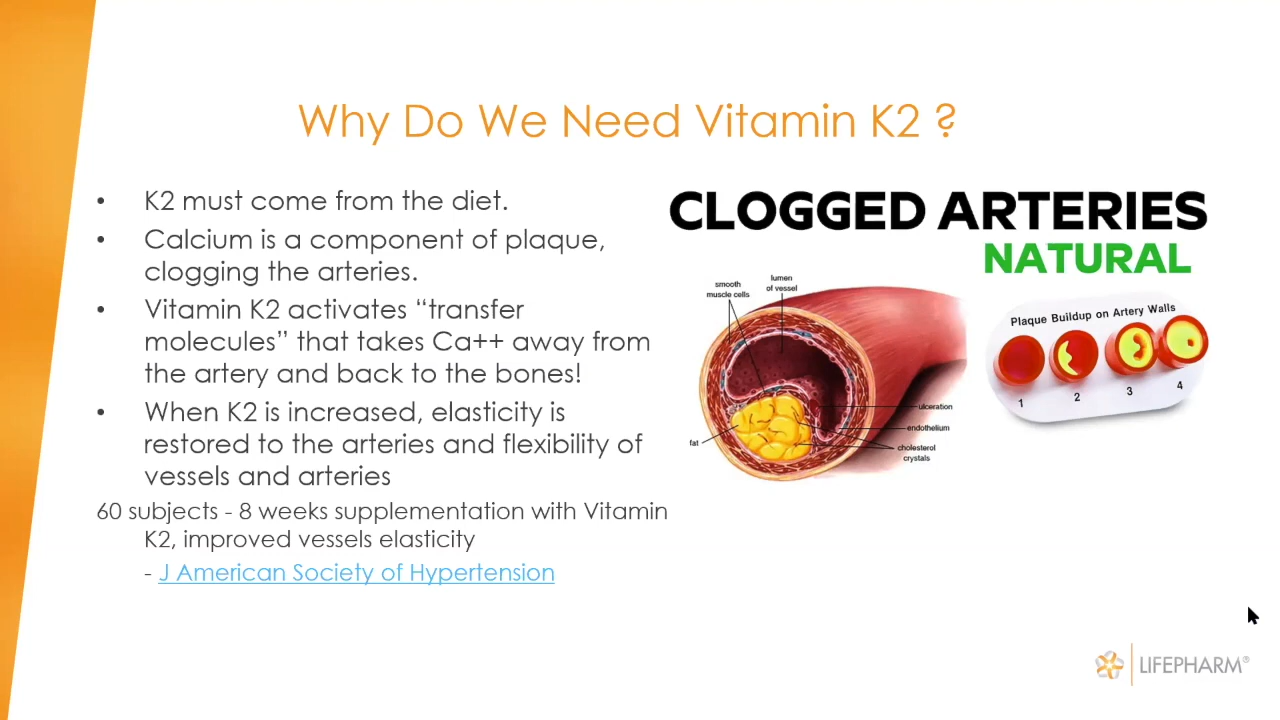 Why Do We Need Vitamin K2 ?
• K2 must come from the diet.
• Calcium is a component of plaque,
clogging the arteries.
• Vitamin K2 activates “transfer
molecules” that takes Ca++ away from
the artery and back to the bones!
• When K2 is increased, elasticity is
restored to the arteries and flexibility of
vessels and arteries
60 subjects - 8 weeks supplementation with Vitamin
K2, improved vessels elasticity
- J American Society of Hypertension
CLOGGED ARTERIES
NATURAL
smooth
muscle cells
lumen
of vessel
fat
ulceration
endothelium
cholesterol
crystals
Plaque Buildup on Artery Walls
1 2 3 4
LIFEPHARM®